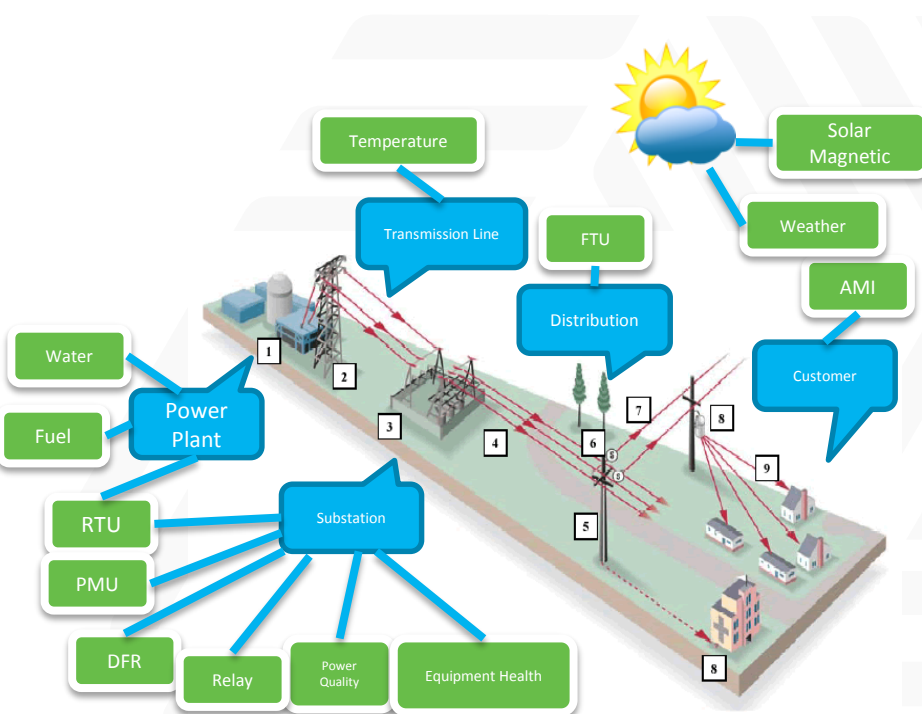 Temperature
Solar
Magnetic
Transmission Line
FTU
Weather
AMI
Distribution
Water
Power
Plant
Customer
Fuel
1
2
3
4
5
6
7
8
9
8
RTU
Substation
PMU
DFR
Relay
Power
Quality
Equipment Health
$
$